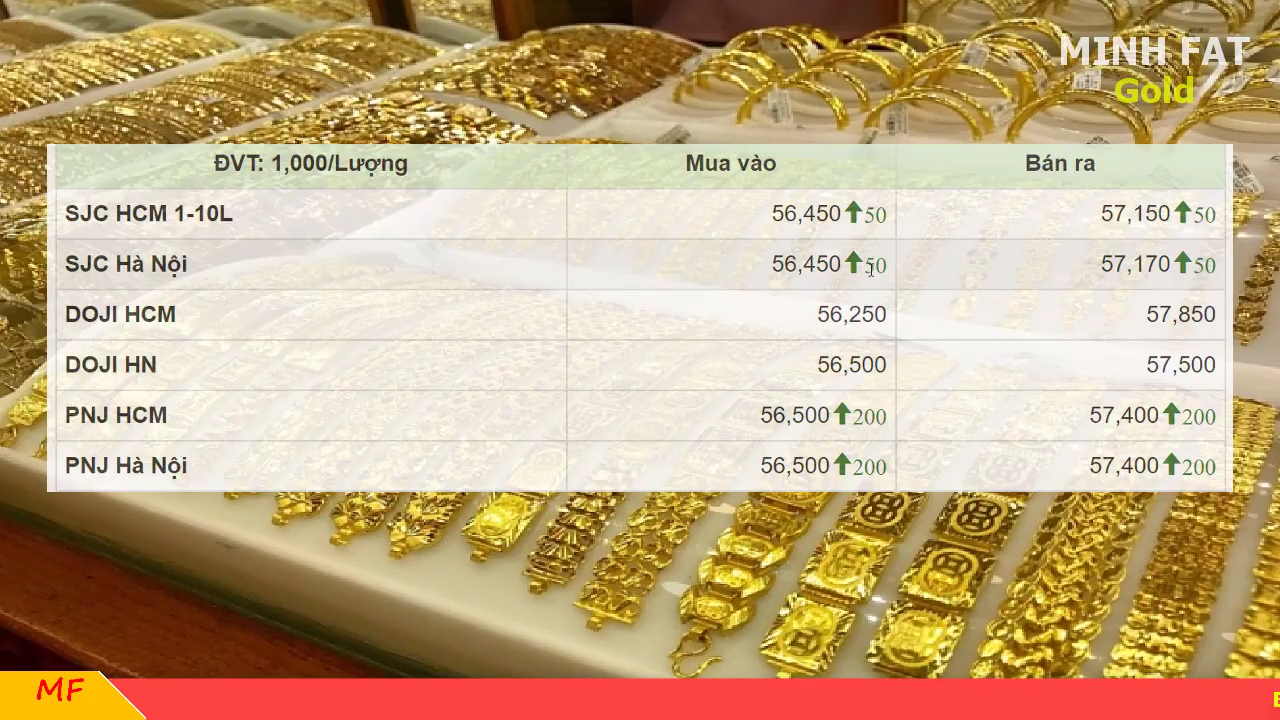 MINH FAT
Gold
ĐVT: 1,000/Lượng Mua vào Bán ra
SJC HCM 1-10L 56,450 50 57,150 50
SJC Hà Nội 56,450 50 57,170 50
DOJI HCM 56,250 57,850
DOJI HN 56,500 57,500
PNJ HCM 56,500 200 57,400 200
PNJ Hà Nội 56,500 200 57,400 200
MF